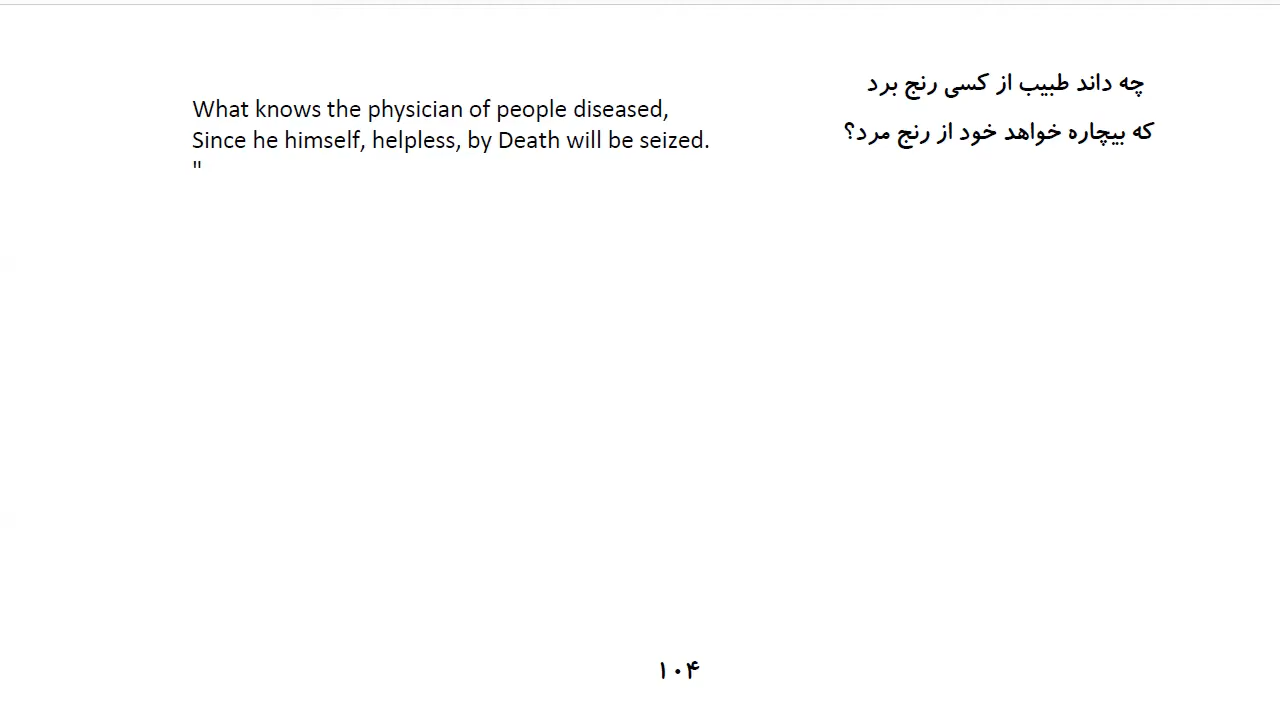 What knows the physician of people diseased,
Since he himself, helpless, by Death will be seized.
"
چه داند طبیب از کسی رنج برد
که بیچاره خواهد خود از رنج مرد؟
۱۰۴